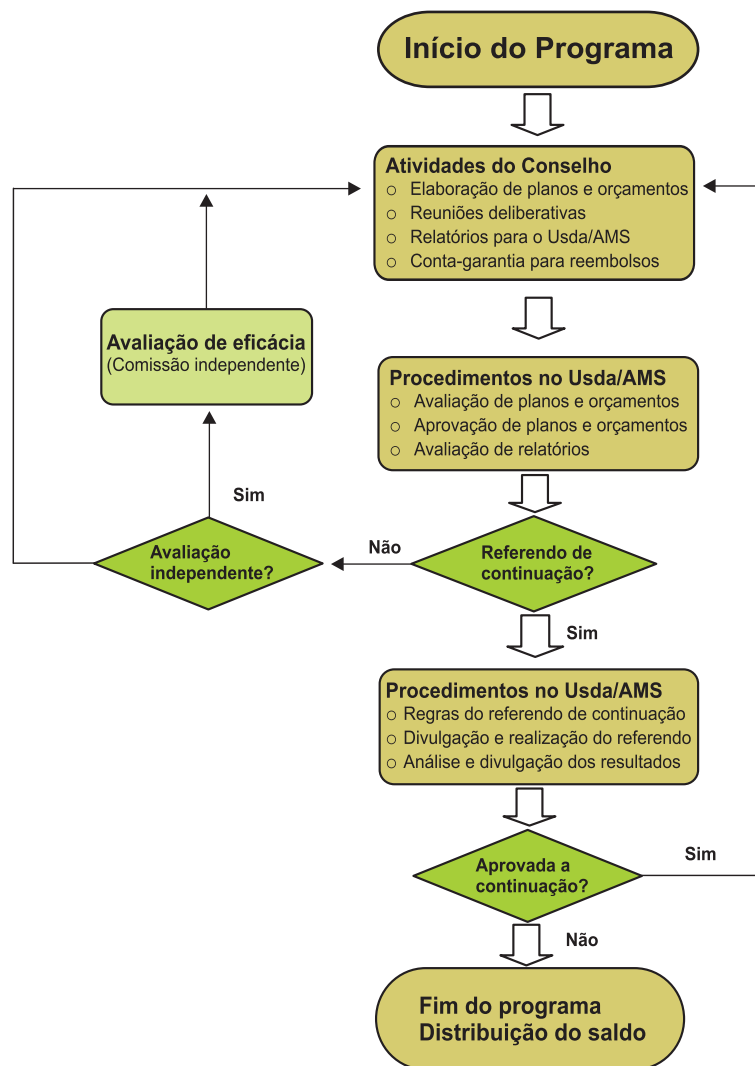 Início do Programa
Atividades do Conselho
○ Elaboração de planos e orçamentos
○ Reuniões deliberativas
○ Relatórios para o Usda/AMS
○ Conta-garantia para reembolsos
Avaliação de eficácia
(Comissão independente)
Procedimentos no Usda/AMS
○ Avaliação de planos e orçamentos
○ Aprovação de planos e orçamentos
○ Avaliação de relatórios
Sim
Avaliação
independente?
Não
Referendo de
continuação?
Sim
Procedimentos no Usda/AMS
○ Regras do referendo de continuação
○ Divulgação e realização do referendo
○ Análise e divulgação dos resultados
Aprovada a
continuação?
Sim
Não
Fim do programa
Distribuição do saldo